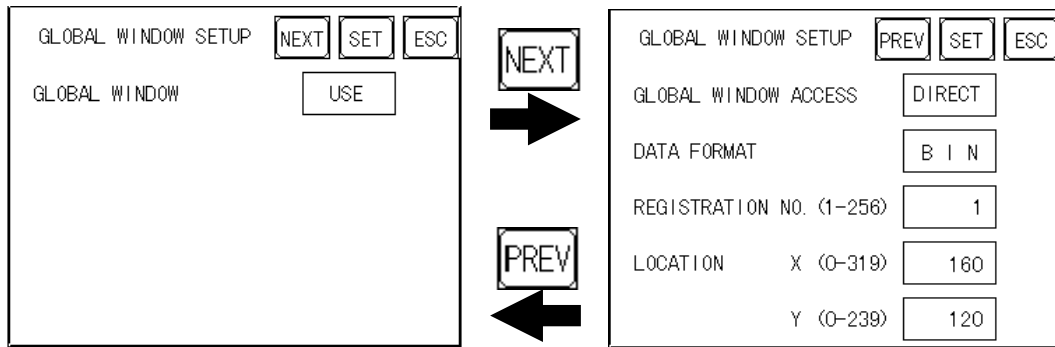 GLOBAL WINDOW SETUP NEXT SET ESC
GLOBAL WINDOW USE
NEXT
PREV
GLOBAL WINDOW SETUP PREV SET ESC
GLOBAL WINDOW ACCESS DIRECT
DATA FORMAT B I N
REGISTRATION NO. (1-256) 1
LOCATION X (0-319) 160
Y (0-239) 120